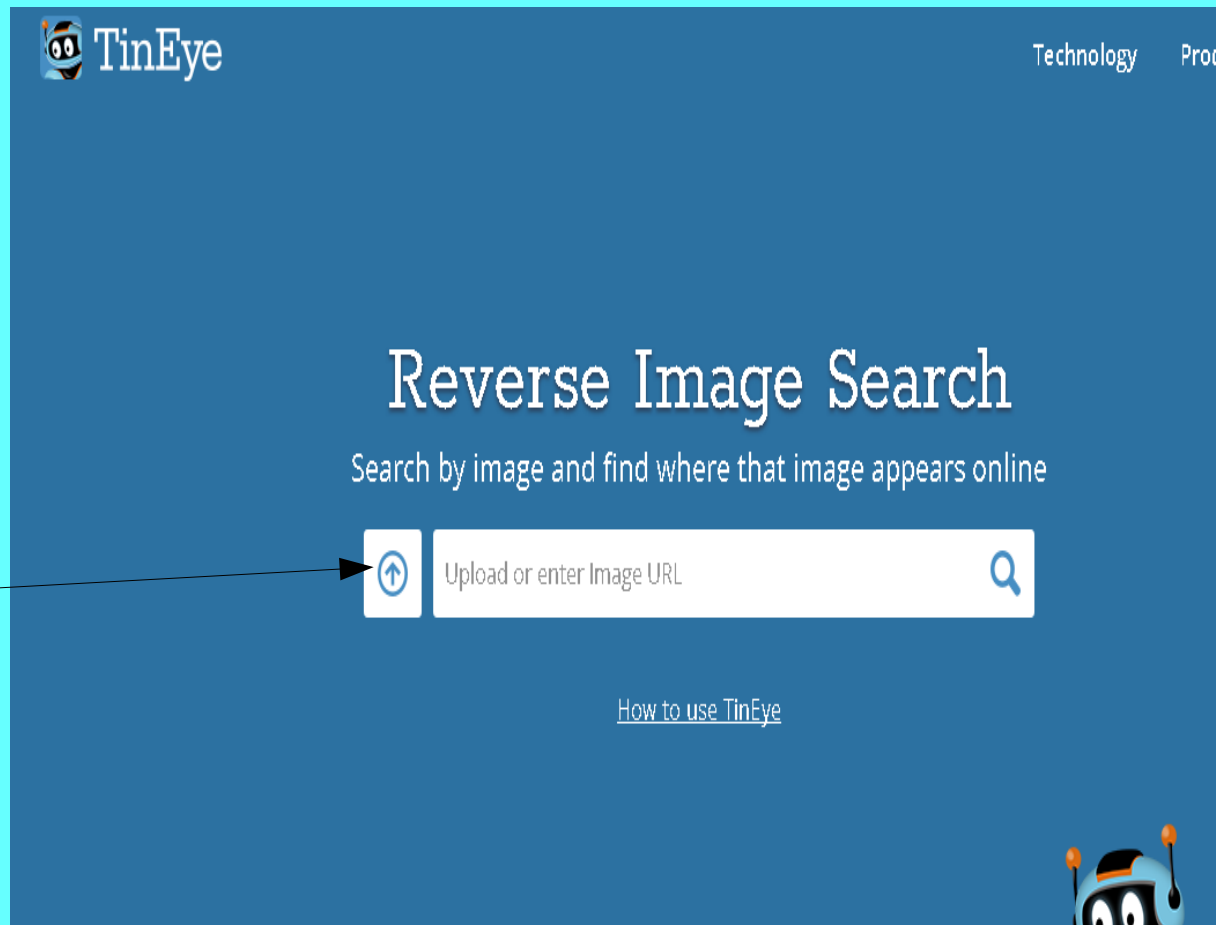 TinEye
Technology
Reverse Image Search
Search by image and find where that image appears online
Upload or enter Image URL
How to use TinEye